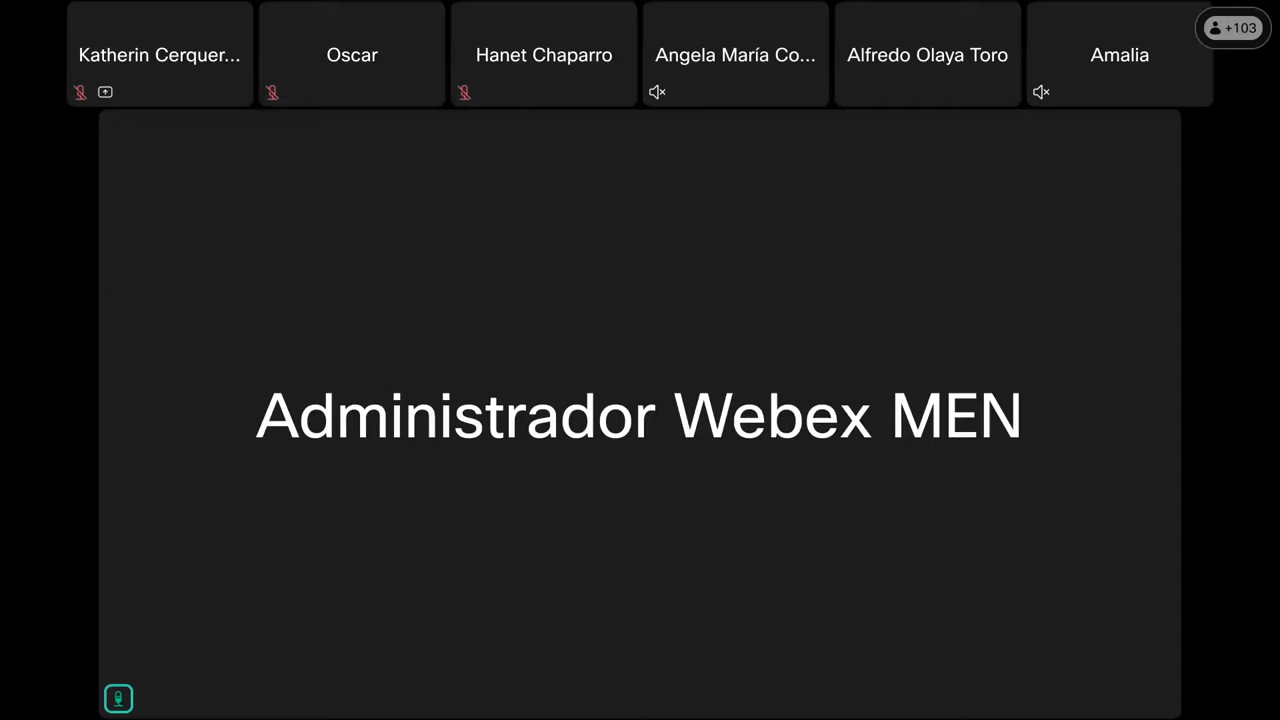 Katherin Cerquer...
Oscar
Hanet Chaparro
Angela María Co...
Alfredo Olaya Toro
Amalia
+103
Administrador Webex MEN